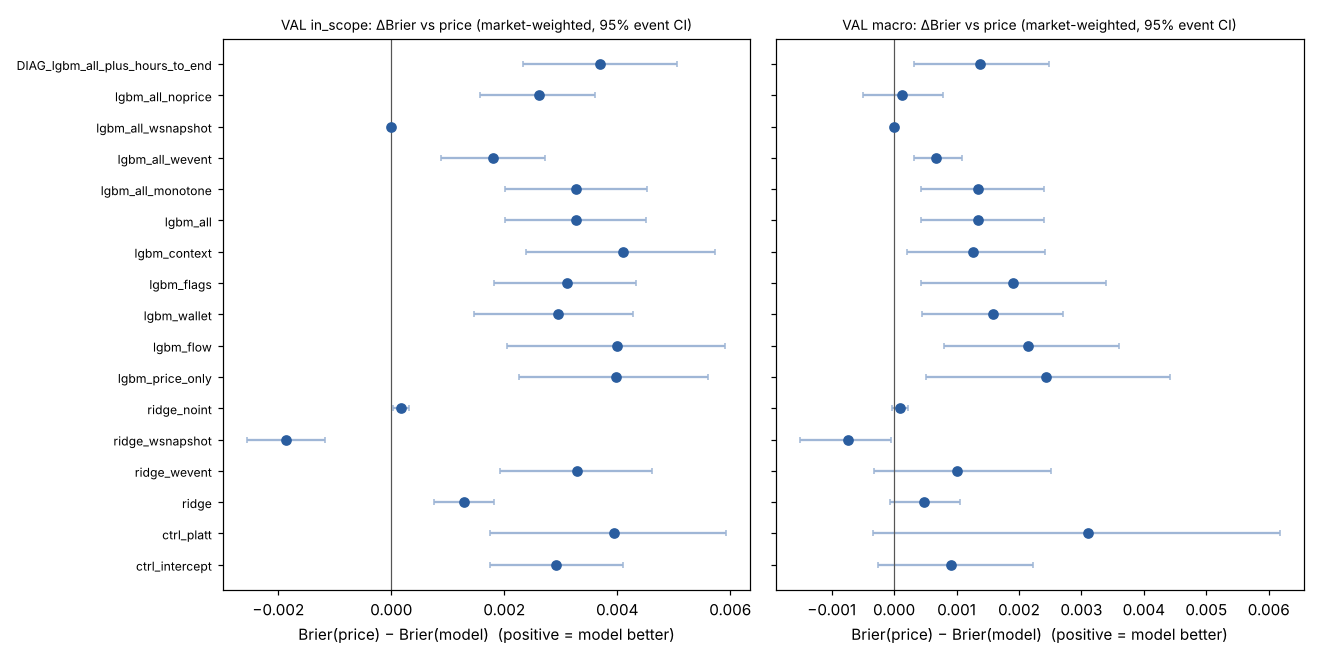 VAL in_scope: ΔBrier vs price (market-weighted, 95% event CI)
VAL macro: ΔBrier vs price (market-weighted, 95% event CI)
DIAG_lgbm_all_plus_hours_to_end
lgbm_all_noprice
lgbm_all_wsnapshot
lgbm_all_wevent
lgbm_all_monotone
lgbm_all
lgbm_context
lgbm_flags
lgbm_wallet
lgbm_flow
lgbm_price_only
ridge_noint
ridge_wsnapshot
ridge_wevent
ridge
ctrl_platt
ctrl_intercept
−0.002 0.000 0.002 0.004 0.006
−0.001 0.000 0.001 0.002 0.003 0.004 0.005 0.006
Brier(price) − Brier(model) (positive = model better)
Brier(price) − Brier(model) (positive = model better)